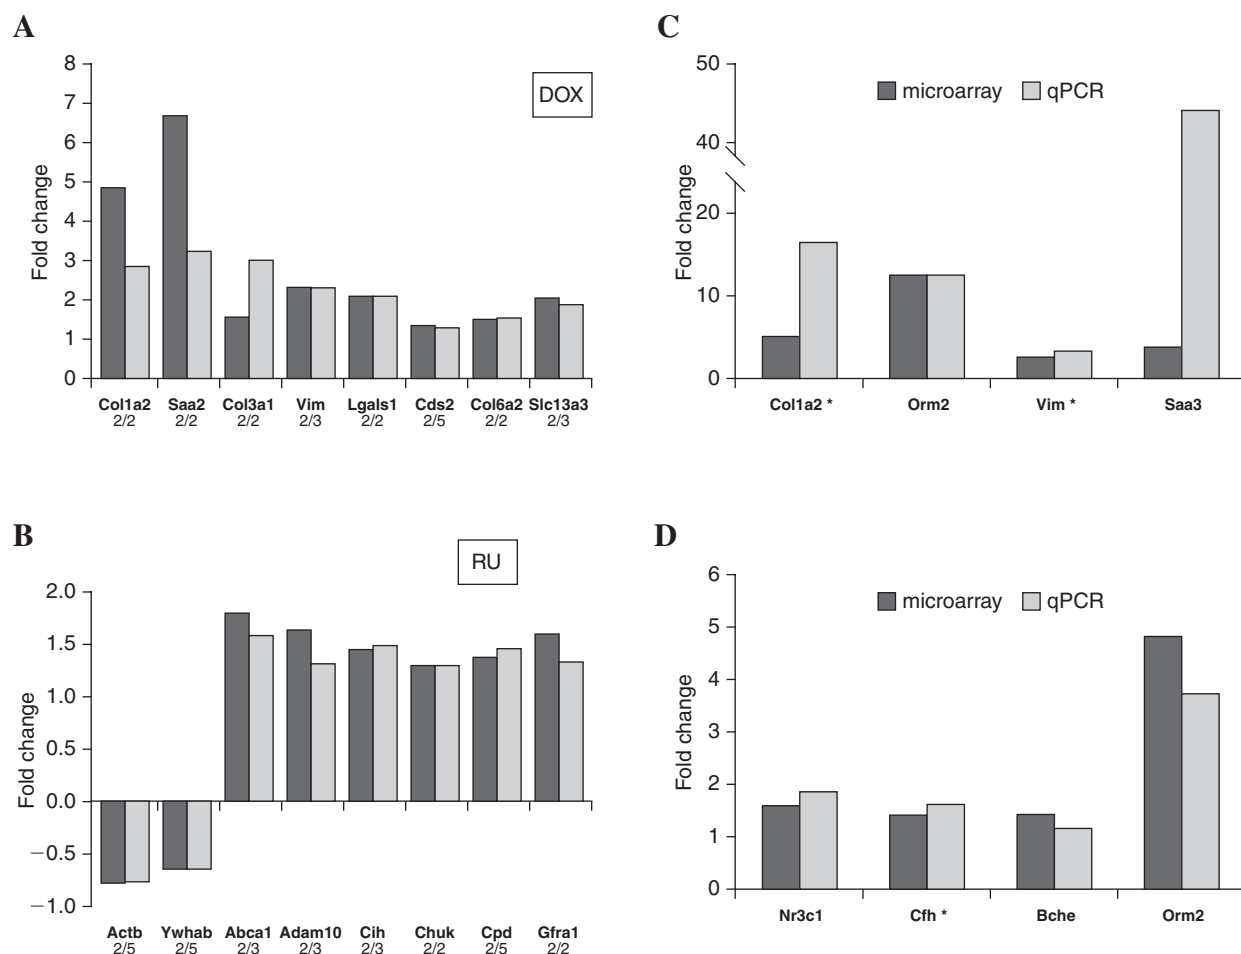 A
DOX
Fold change
8
7
6
5
4
3
2
1
0
Col1a2 Saa2 Col3a1 Vim Lgals1 Cds2 Col6a2 Slc13a3
2/2 2/2 2/2 2/3 2/2 2/5 2/2 2/3
C
microarray qPCR
Fold change
50
40
20
10
0
Col1a2 * Orm2 Vim * Saa3
B
RU
Fold change
2.0
1.5
1.0
0.5
0.0
−0.5
−1.0
Actb Ywhab Abca1 Adam10 Cih Chuk Cpd Gfra1
2/5 2/5 2/3 2/3 2/3 2/2 2/5 2/2
D
microarray qPCR
Fold change
6
5
4
3
2
1
0
Nr3c1 Cfh * Bche Orm2